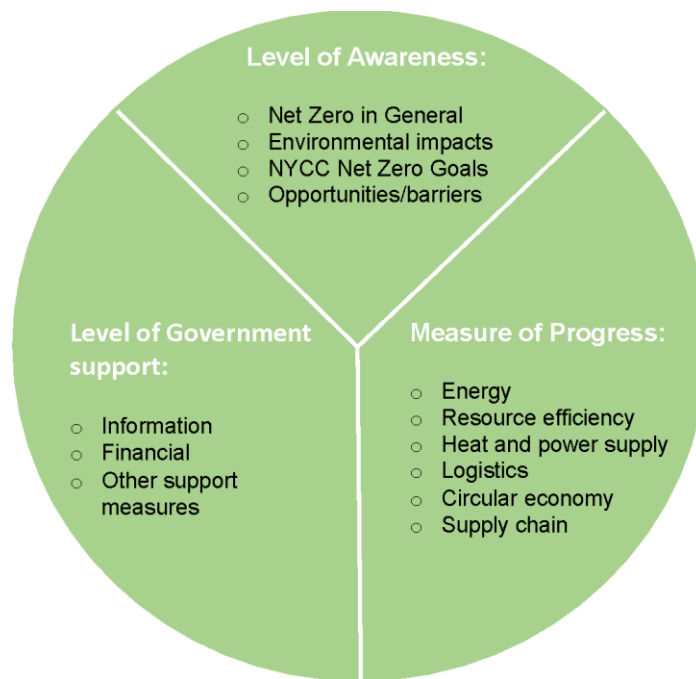 Level of Awareness:
○ Net Zero in General
○ Environmental impacts
○ NYCC Net Zero Goals
○ Opportunities/barriers
Level of Government
support:
○ Information
○ Financial
○ Other support
measures
Measure of Progress:
○ Energy
○ Resource efficiency
○ Heat and power supply
○ Logistics
○ Circular economy
○ Supply chain